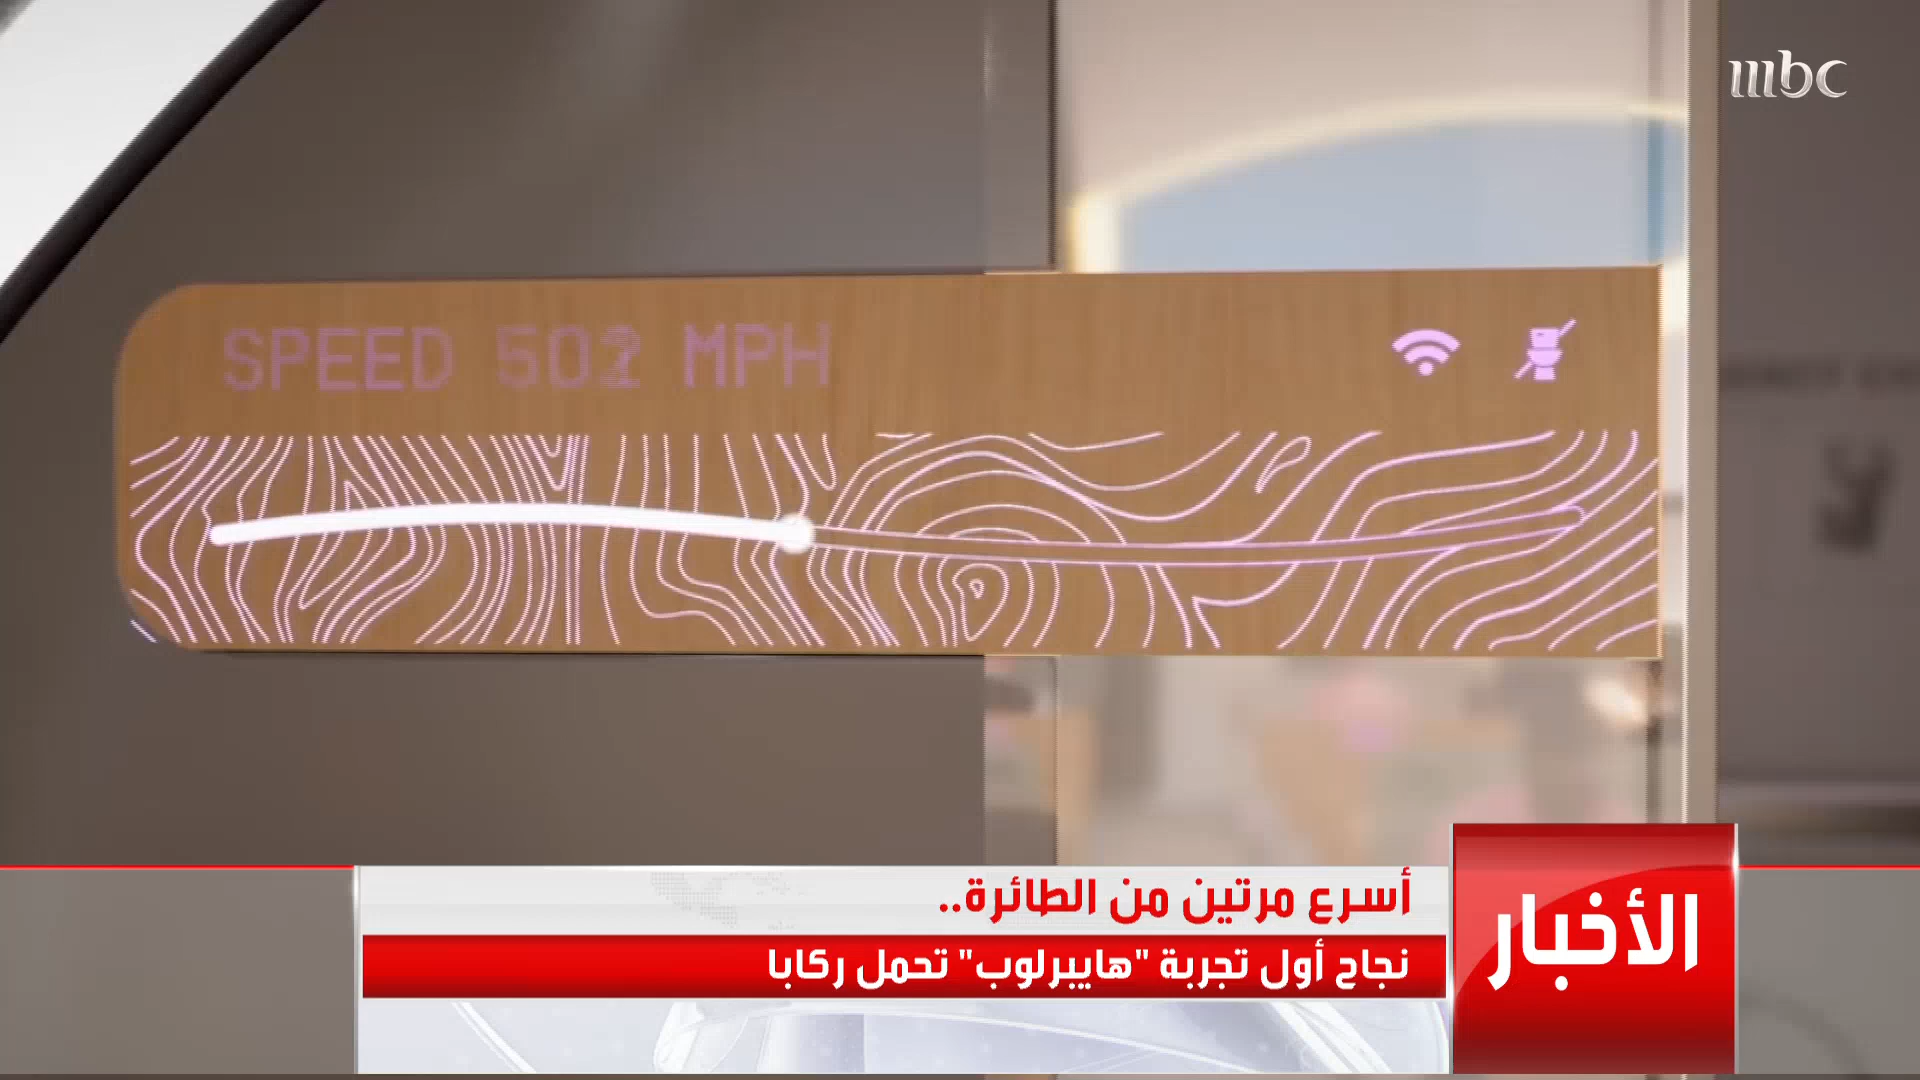 mbc
SPEED 502 MPH
أسرع مرتين من الطائرة..
نجاح أول تجربة "هايبرلوب" تحمل ركابا
الأخبار